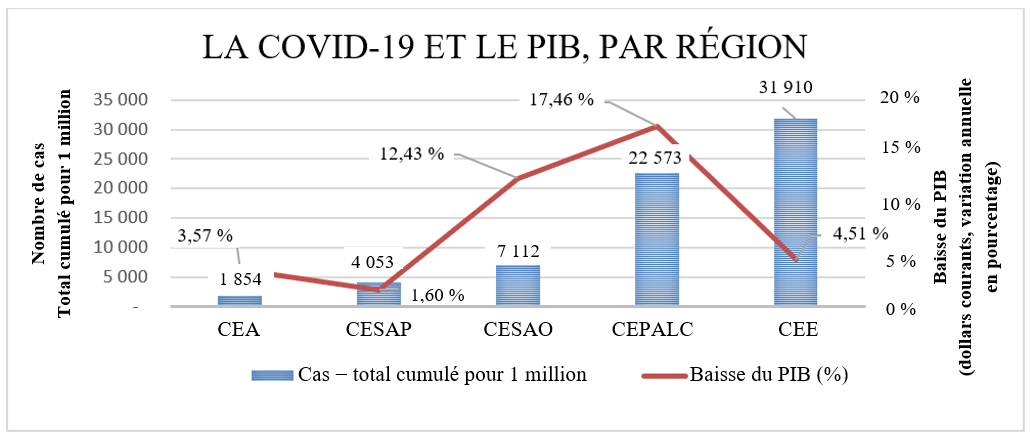 LA COVID-19 ET LE PIB, PAR RÉGION
Nombre de cas
Total cumulé pour 1 million
35 000
30 000
25 000
20 000
15 000
10 000
5 000
-
3,57 %
1 854
4 053
1,60 %
12,43 %
7 112
17,46 %
22 573
31 910
4,51 %
20 %
15 %
10 %
5 %
0 %
Baisse du PIB
(dollars courants, variation annuelle
en pourcentage)
CEA CESAP CESAO CEPALC CEE
Cas – total cumulé pour 1 million Baisse du PIB (%)